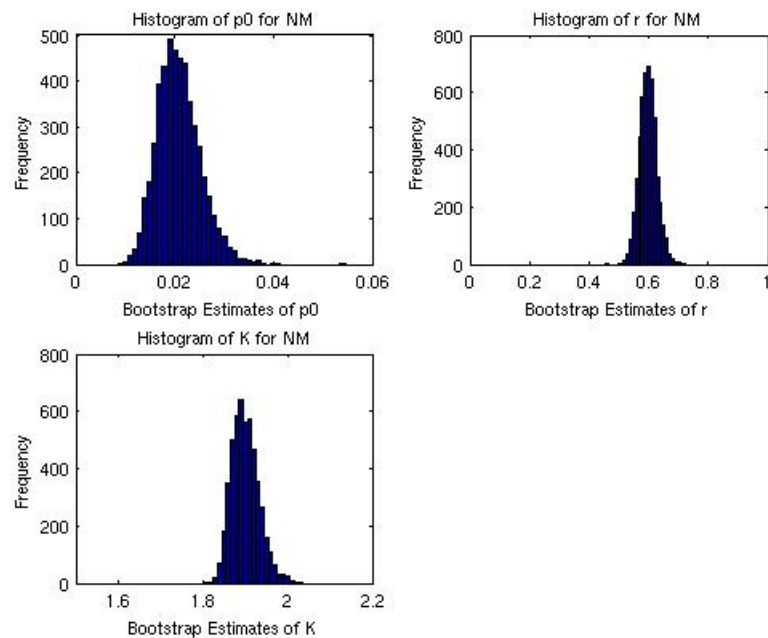 Histogram of p0 for NM
Frequency
500
400
300
200
100
0
0 0.02 0.04 0.06
Bootstrap Estimates of p0
Histogram of r for NM
Frequency
800
600
400
200
0
0 0.2 0.4 0.6 0.8 1
Bootstrap Estimates of r
Histogram of K for NM
Frequency
800
600
400
200
0
1.6 1.8 2 2.2
Bootstrap Estimates of K